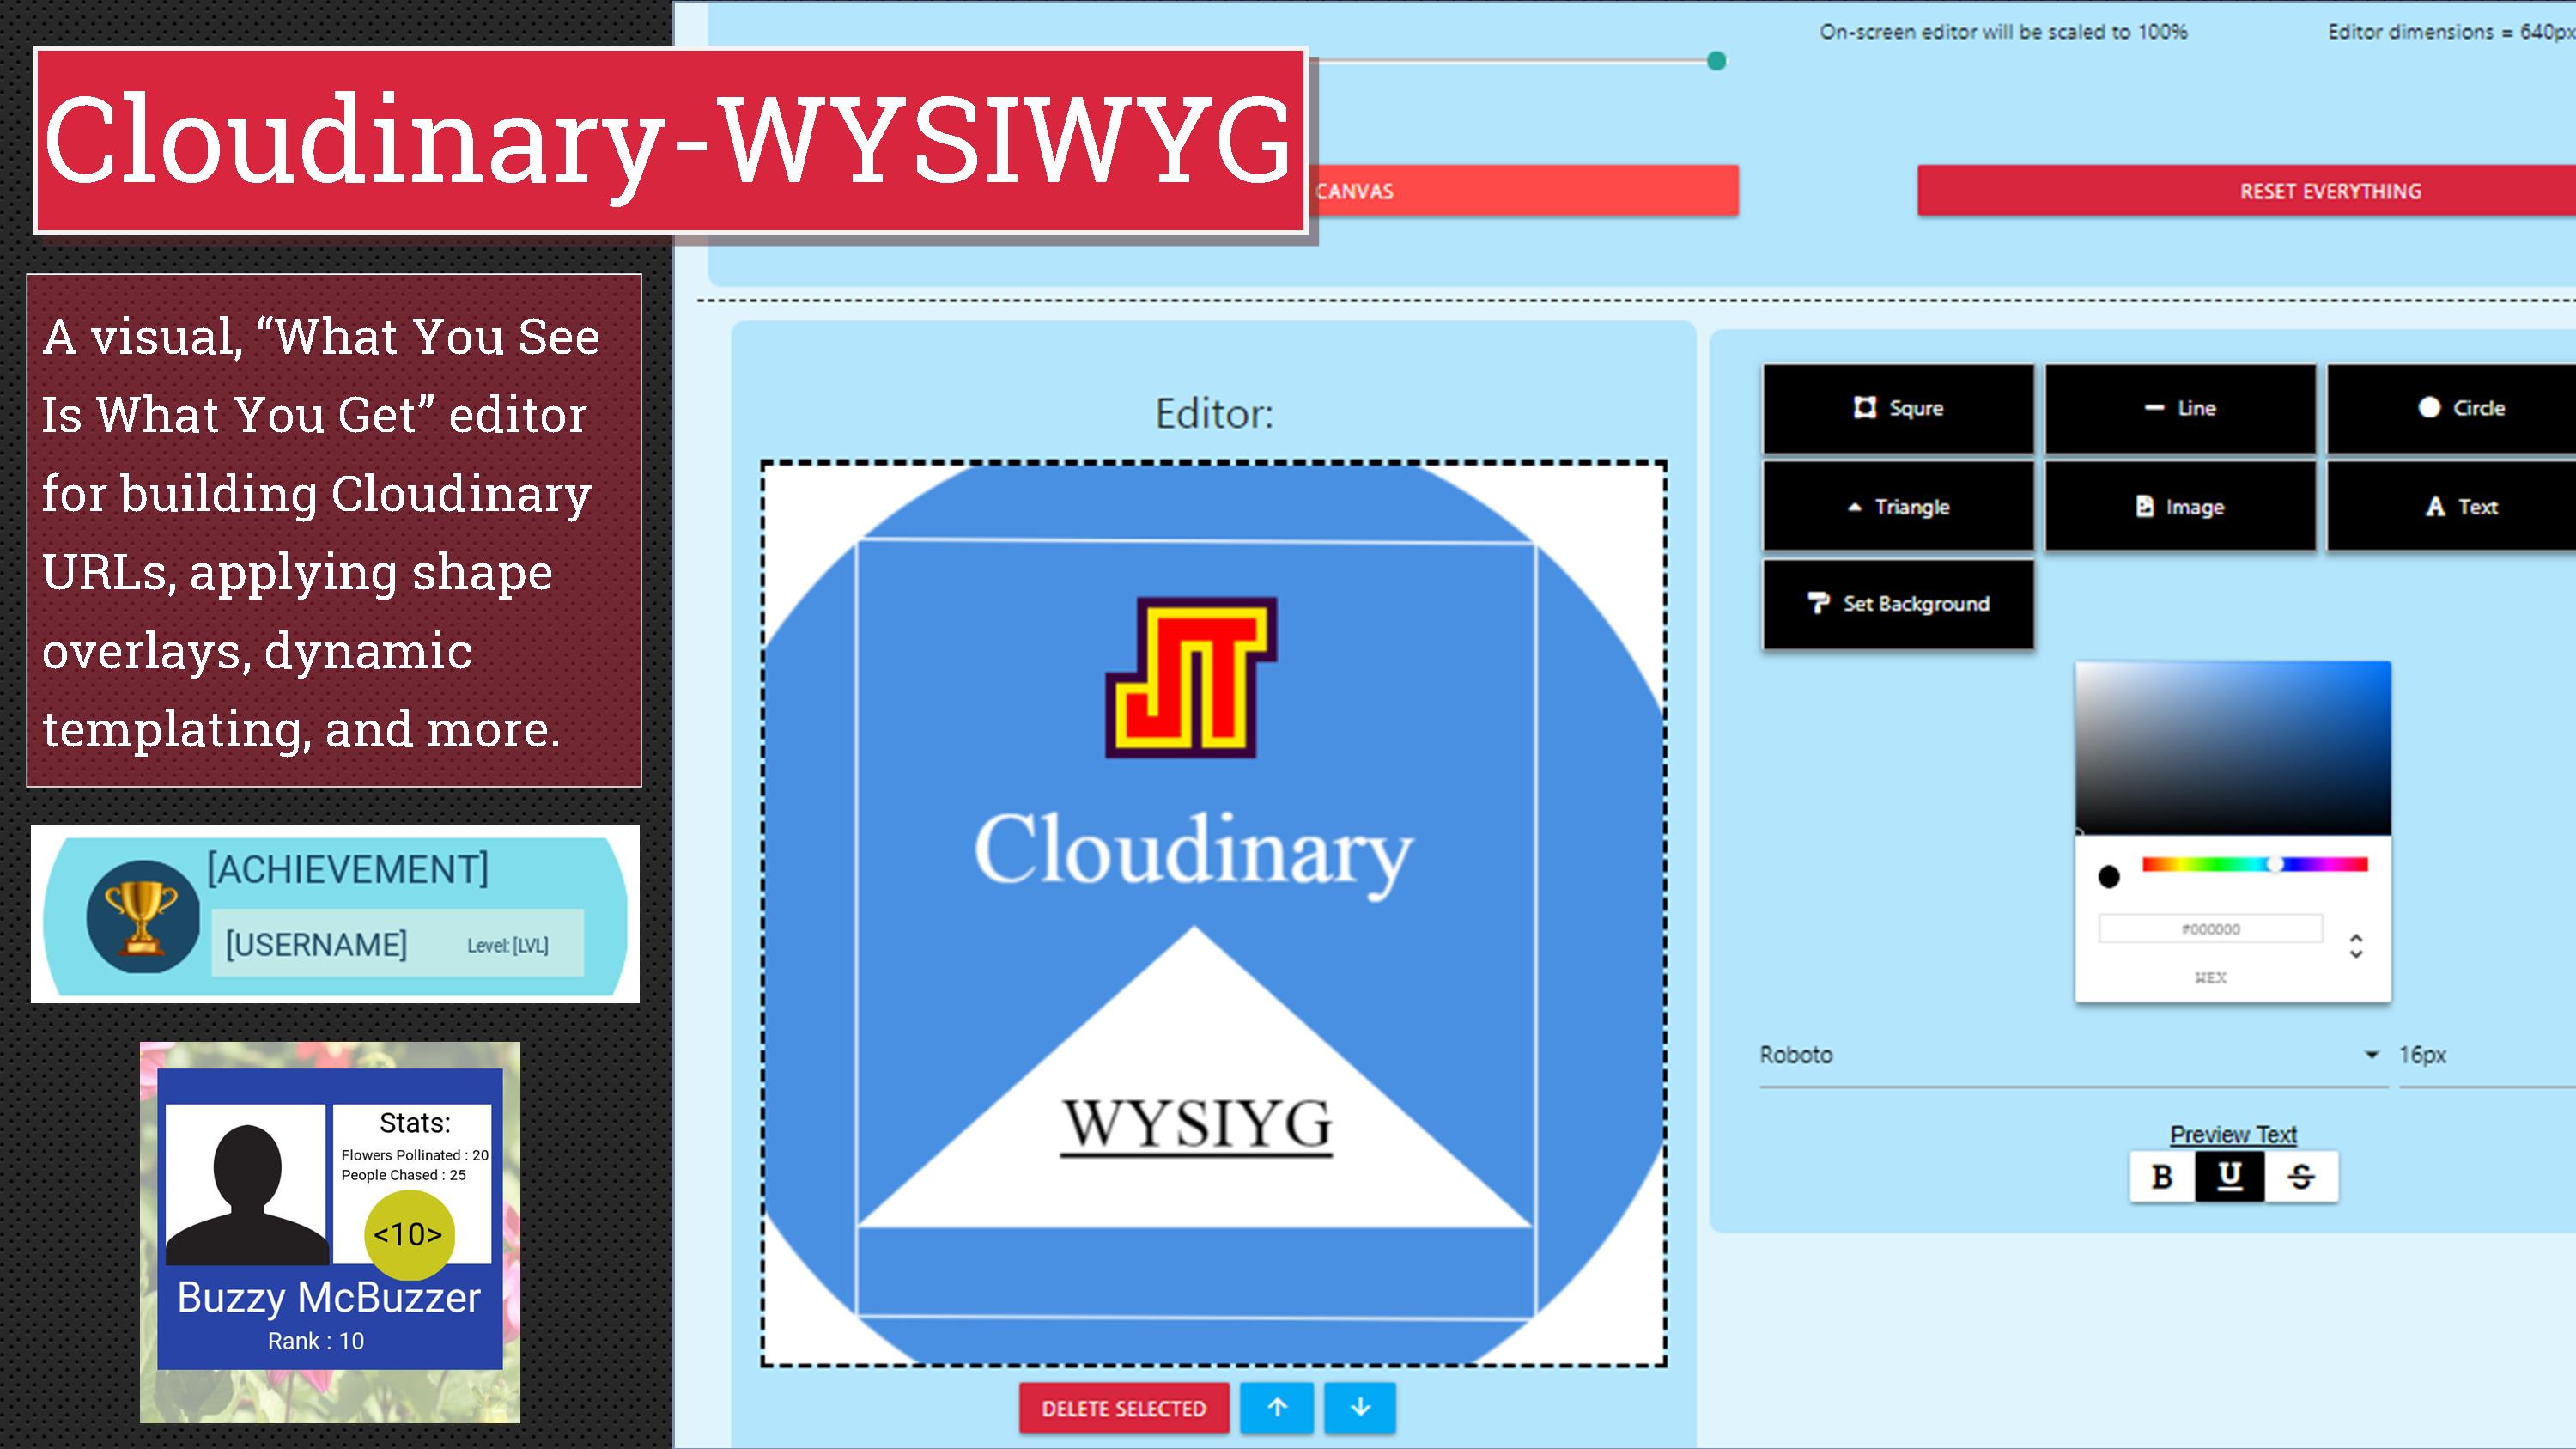 Cloudinary-WYSIWYG
A visual, “What You See
Is What You Get” editor
for building Cloudinary
URLs, applying shape
overlays, dynamic
templating, and more.
[ACHIEVEMENT]
[USERNAME]
Level: [LVL]
Stats:
Flowers Pollinated : 20
People Chased : 25
<10>
Buzzy McBuzzer
Rank : 10
On-screen editor will be scaled to 100%
Editor dimensions = 640px
CANVAS
RESET EVERYTHING
Editor:
JT
Cloudinary
WYSIYG
DELETE SELECTED
Squre
Line
Circle
Triangle
Image
Text
Set Background
#000000
HEX
Roboto
16px
Preview Text
B U S